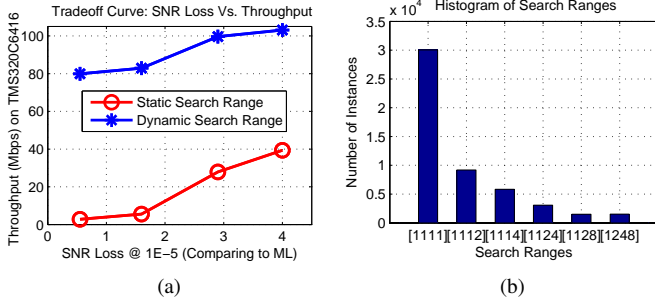 Tradeoff Curve: SNR Loss Vs. Throughput
Throughput (Mbps) on TMS320C6416
100
80
60
40
20
0
Static Search Range
Dynamic Search Range
0 1 2 3 4
SNR Loss @ 1E−5 (Comparing to ML)
(a)
Histogram of Search Ranges
x 10^4
Number of Instances
3.5
3
2.5
2
1.5
1
0.5
0
[1111][1112][1114][1124][1128][1248]
Search Ranges
(b)